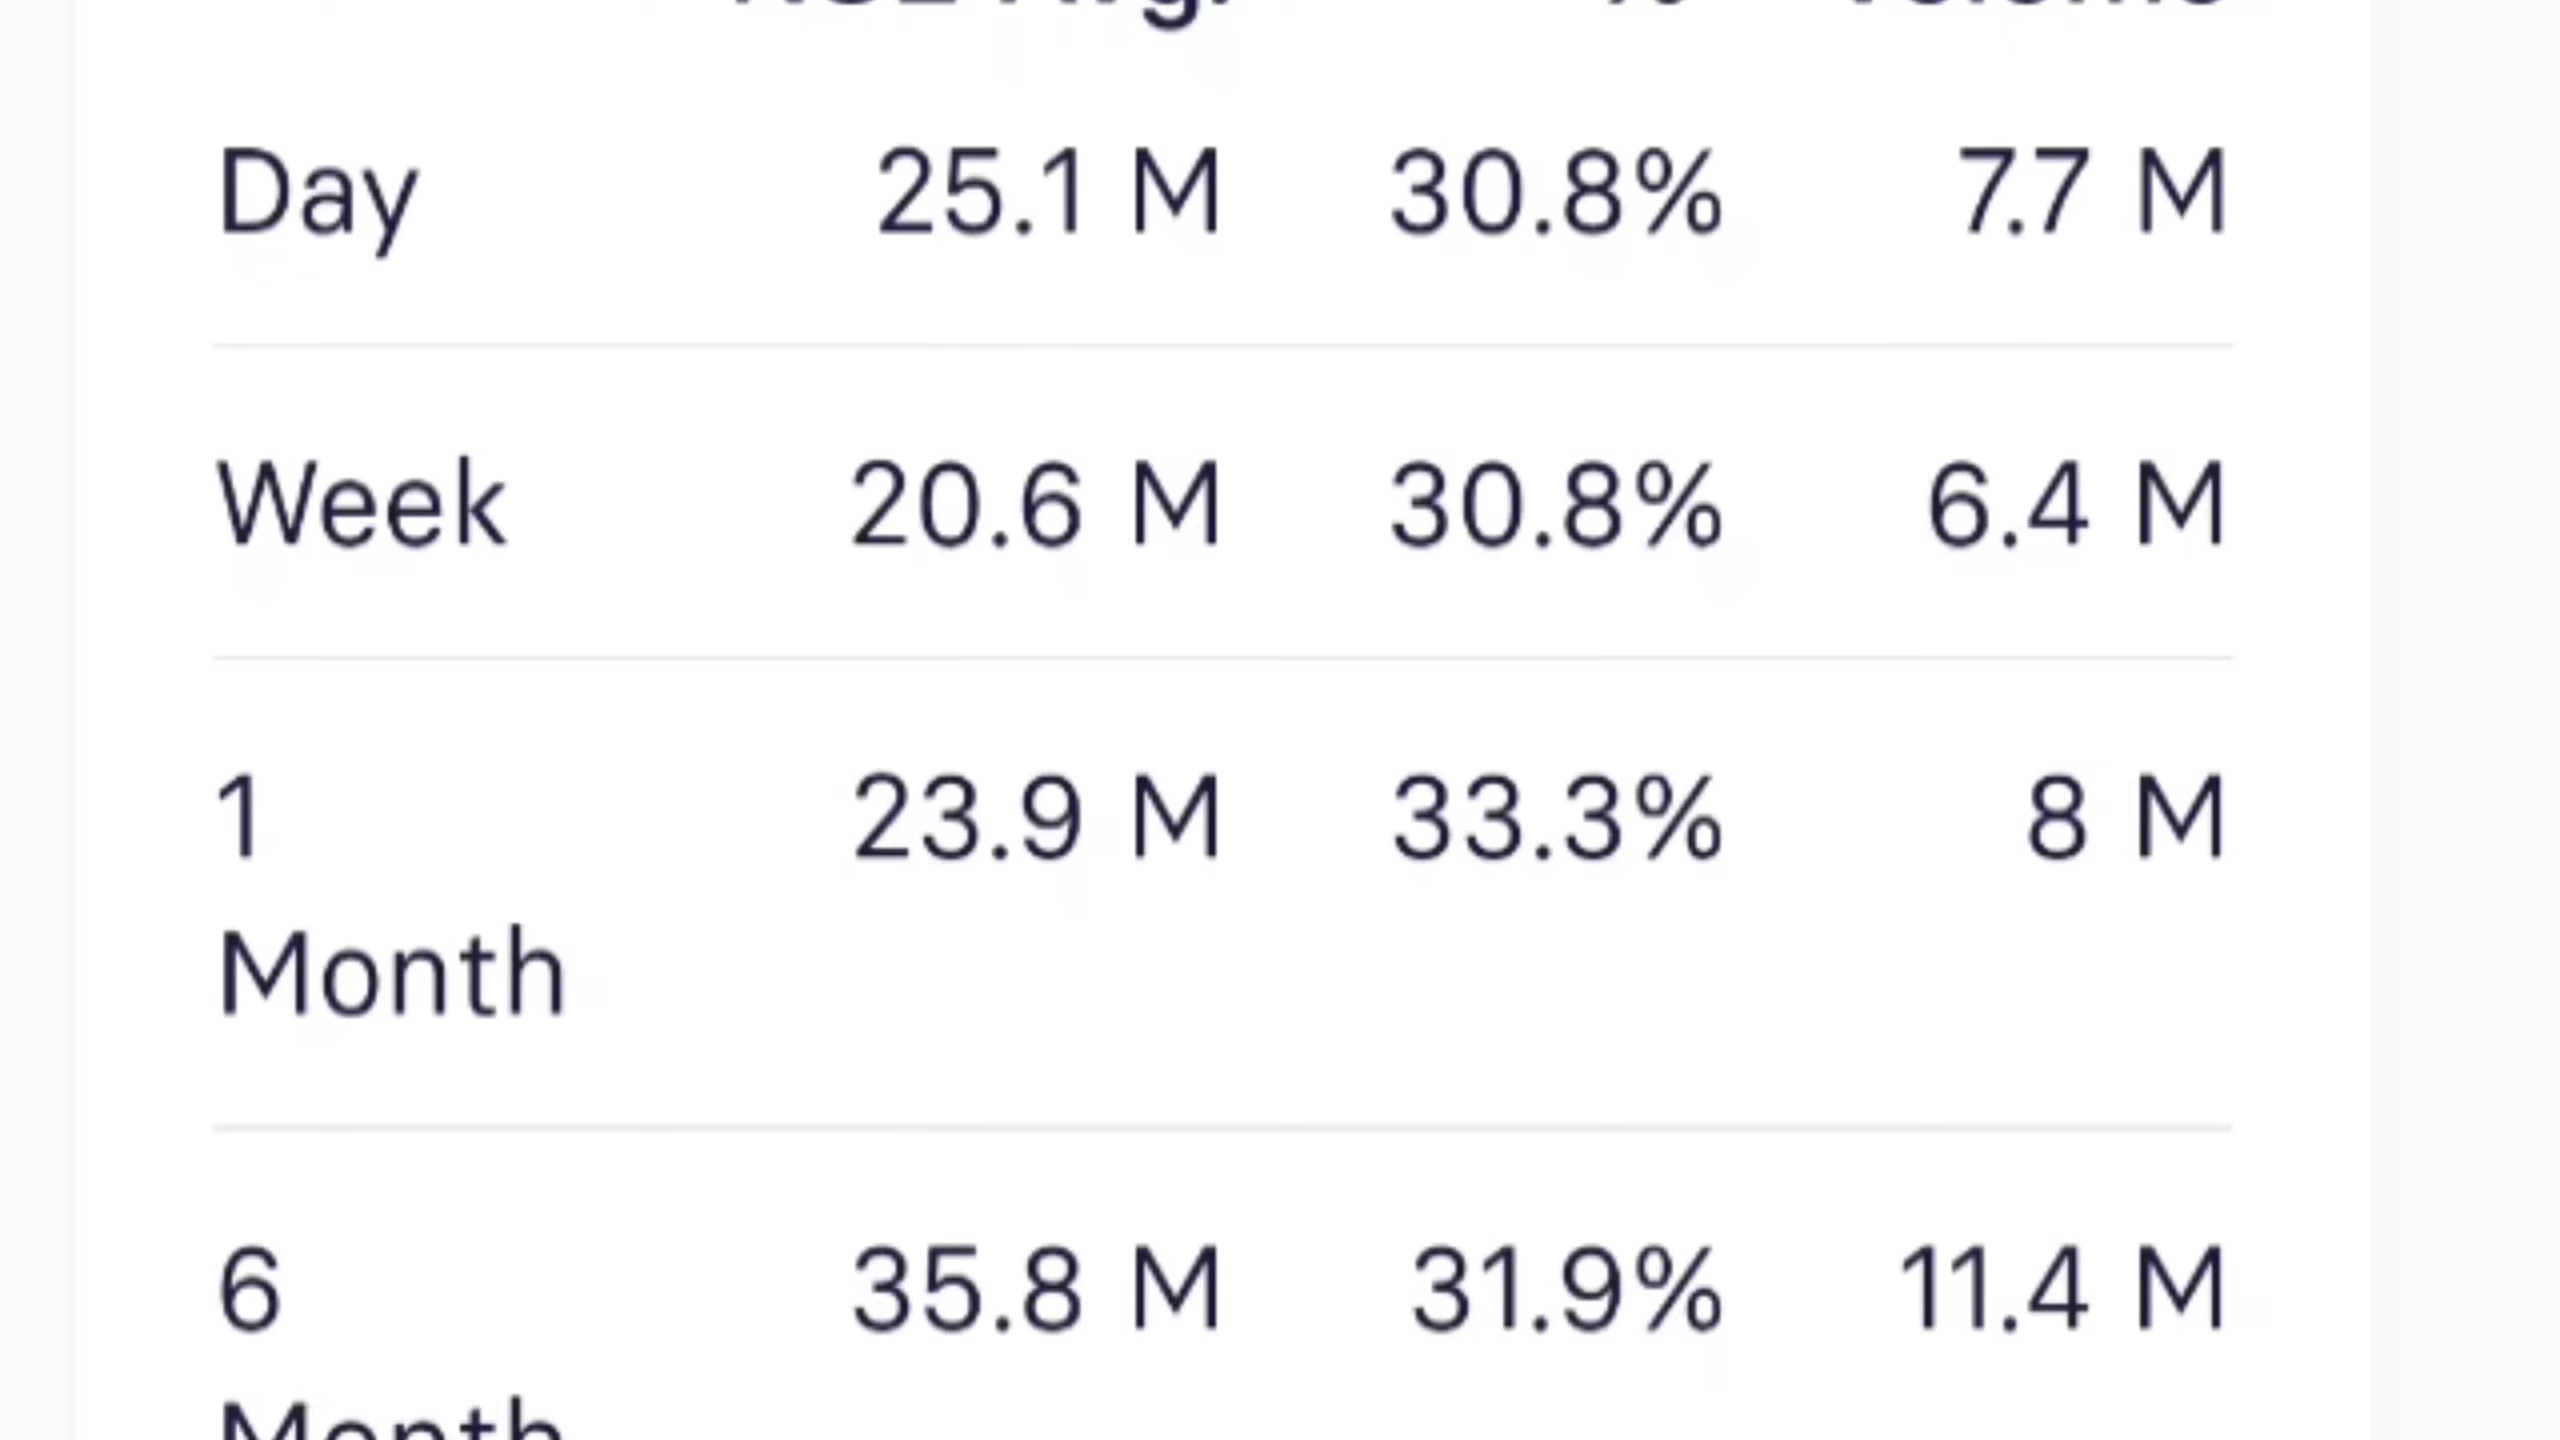 Day 25.1 M 30.8% 7.7 M
Week 20.6 M 30.8% 6.4 M
1 23.9 M 33.3% 8 M
Month
6 35.8 M 31.9% 11.4 M
Month